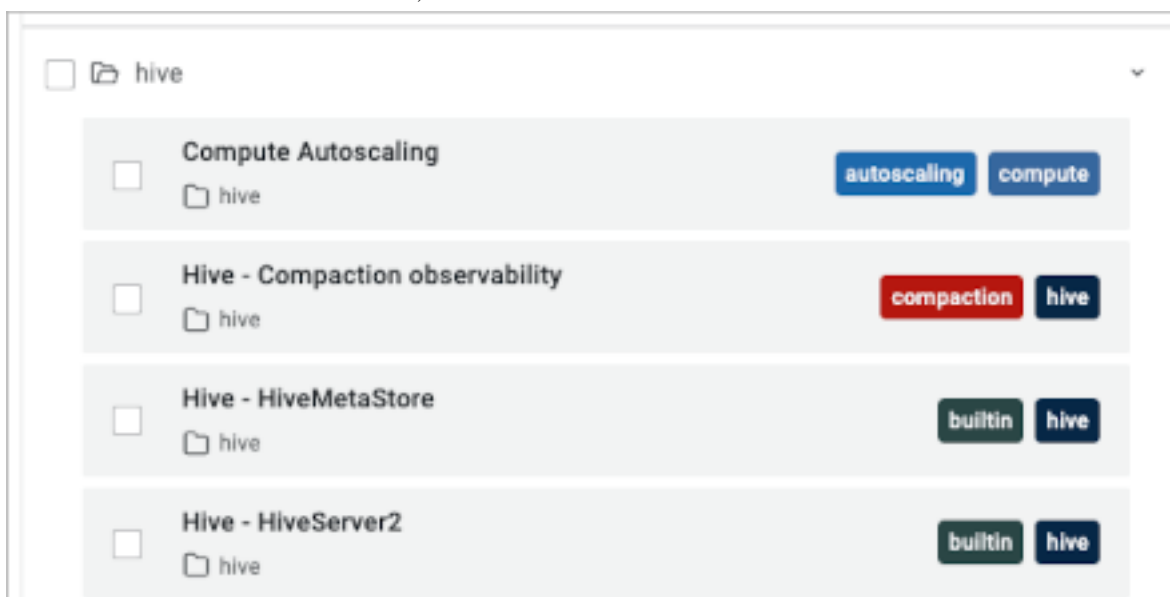 hive
Compute Autoscaling
hive
autoscaling compute
Hive - Compaction observability
hive
compaction hive
Hive - HiveMetaStore
hive
builtin hive
Hive - HiveServer2
hive
builtin hive